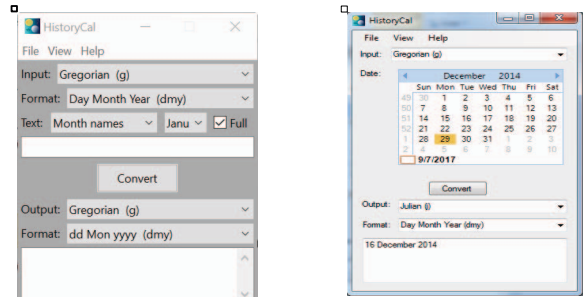 HistoryCal
File View Help
Input: Gregorian (g)
Format: Day Month Year (dmy)
Text: Month names Janu Full
Convert
Output: Gregorian (g)
Format: dd Mon yyyy (dmy)
HistoryCal
File View Help
Input: Gregorian (g)
Date: December 2014
Sun Mon Tue Wed Thu Fri Sat
49 30 1 2 3 4 5 6
50 7 8 9 10 11 12 13
51 14 15 16 17 18 19 20
52 21 22 23 24 25 26 27
1 28 29 30 31 1 2 3
2 4 5 6 7 8 9 10
9/7/2017
Convert
Output: Julian (j)
Format: Day Month Year (dmy)
16 December 2014